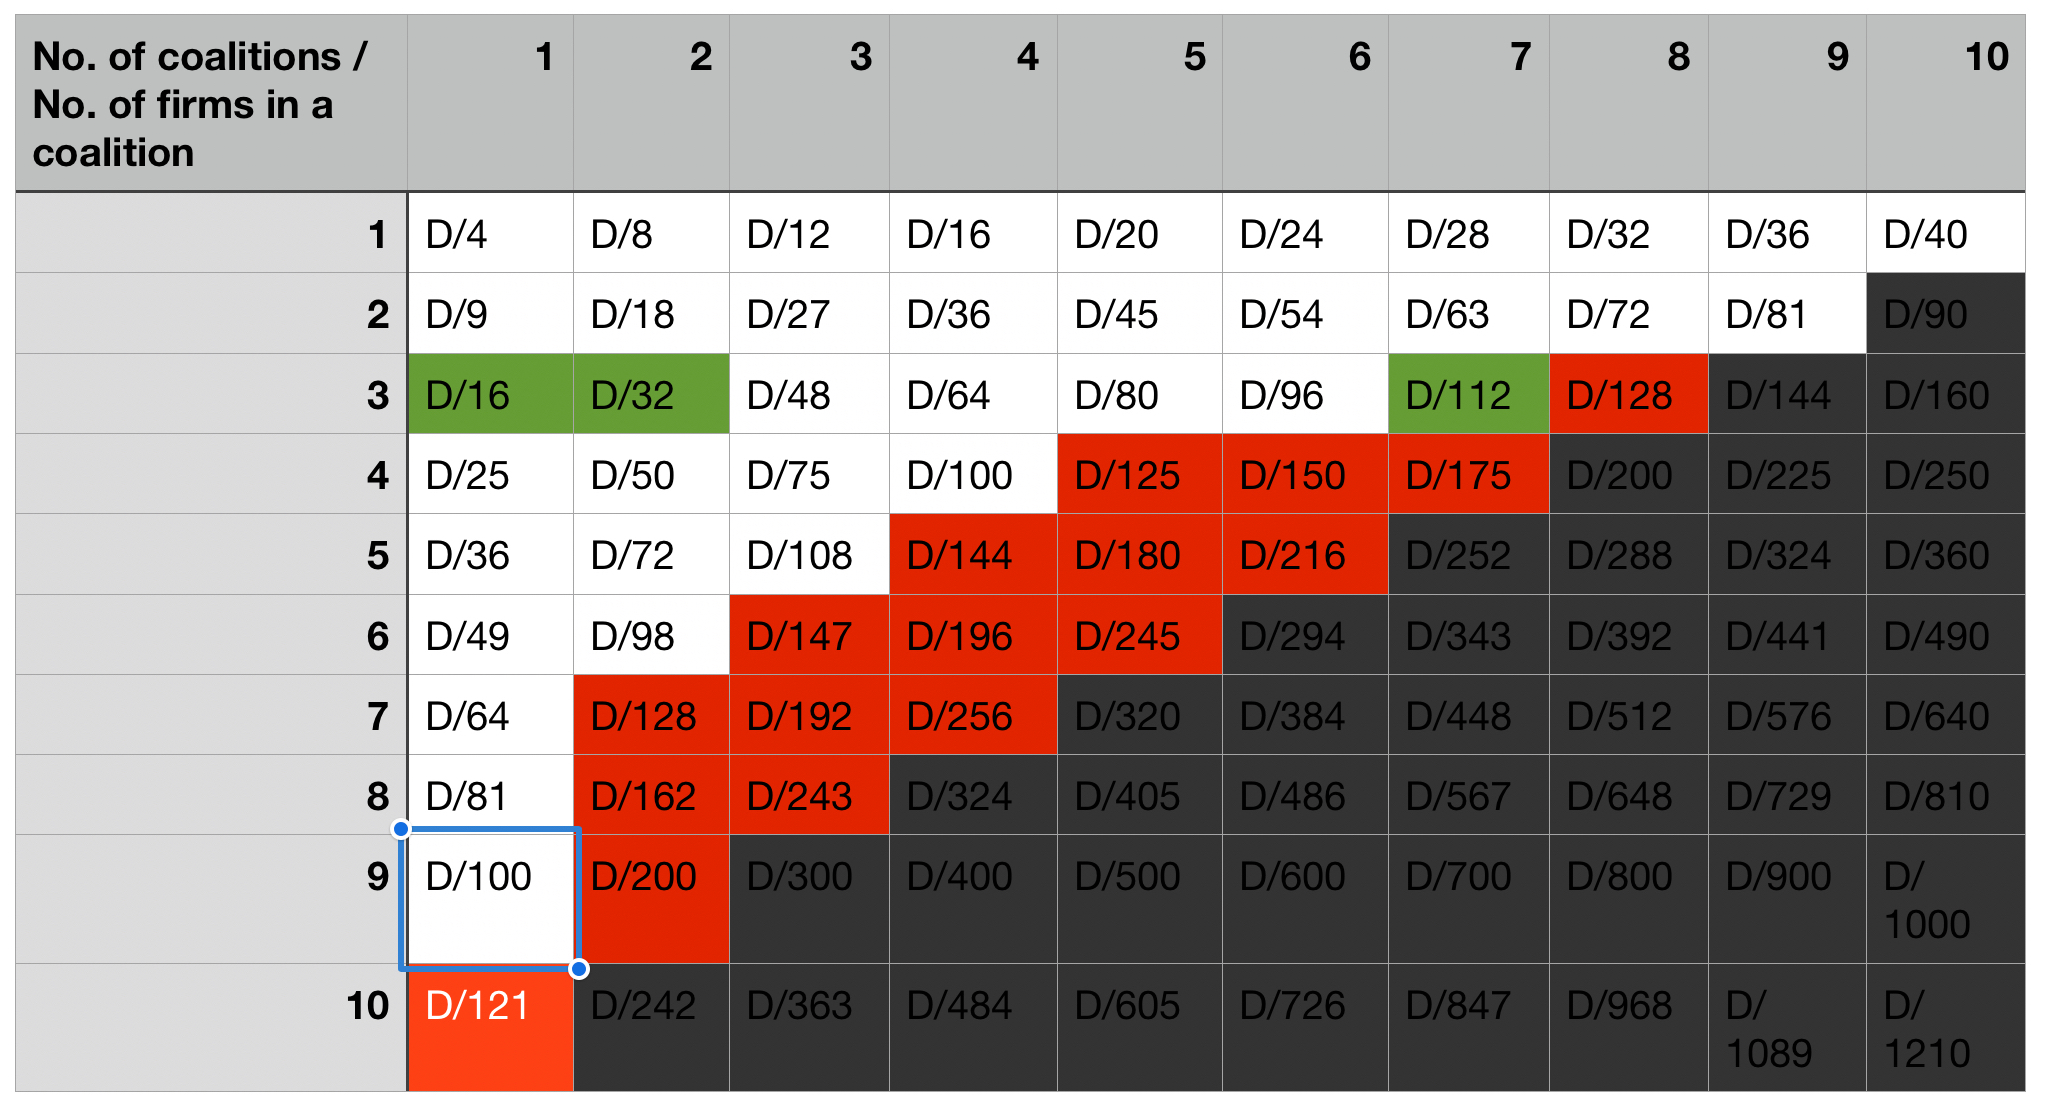 No. of coalitions / 1 2 3 4 5 6 7 8 9 10
No. of firms in a
coalition
1 D/4 D/8 D/12 D/16 D/20 D/24 D/28 D/32 D/36 D/40
2 D/9 D/18 D/27 D/36 D/45 D/54 D/63 D/72 D/81 D/90
3 D/16 D/32 D/48 D/64 D/80 D/96 D/112 D/128 D/144 D/160
4 D/25 D/50 D/75 D/100 D/125 D/150 D/175 D/200 D/225 D/250
5 D/36 D/72 D/108 D/144 D/180 D/216 D/252 D/288 D/324 D/360
6 D/49 D/98 D/147 D/196 D/245 D/294 D/343 D/392 D/441 D/490
7 D/64 D/128 D/192 D/256 D/320 D/384 D/448 D/512 D/576 D/640
8 D/81 D/162 D/243 D/324 D/405 D/486 D/567 D/648 D/729 D/810
9 D/100 D/200 D/300 D/400 D/500 D/600 D/700 D/800 D/900 D/
1000
10 D/121 D/242 D/363 D/484 D/605 D/726 D/847 D/968 D/ D/
1089 1210